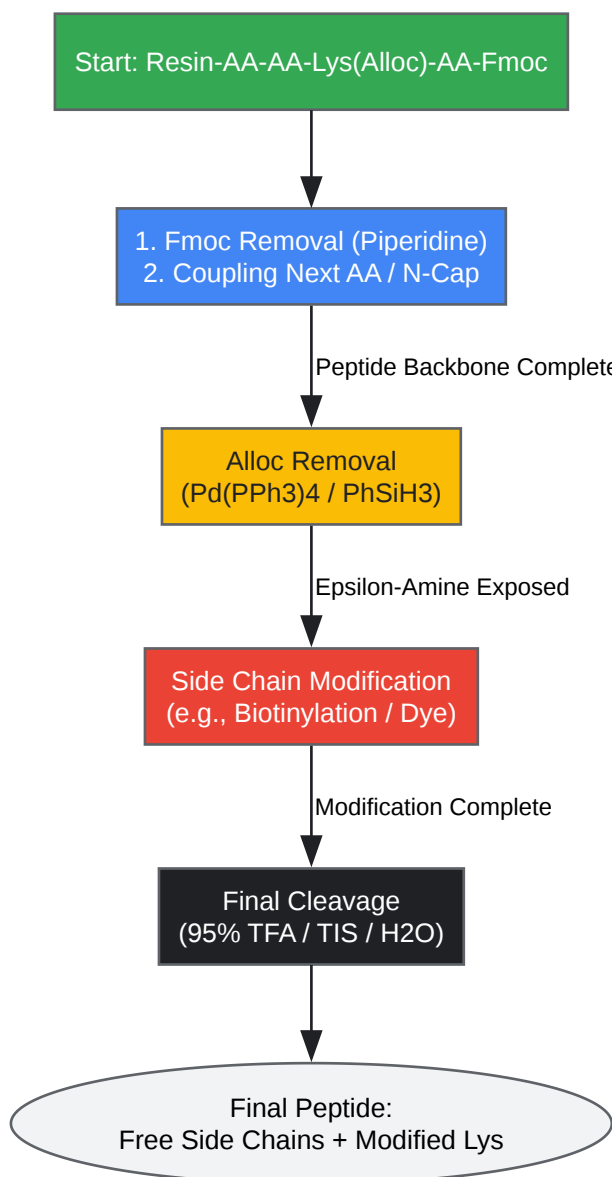 Start: Resin-AA-AA-Lys(Alloc)-AA-Fmoc
1. Fmoc Removal (Piperidine)
2. Coupling Next AA / N-Cap
Peptide Backbone Complete
Alloc Removal
(Pd(PPh3)4 / PhSiH3)
Epsilon-Amine Exposed
Side Chain Modification
(e.g., Biotinylation / Dye)
Modification Complete
Final Cleavage
(95% TFA / TIS / H2O)
Final Peptide:
Free Side Chains + Modified Lys